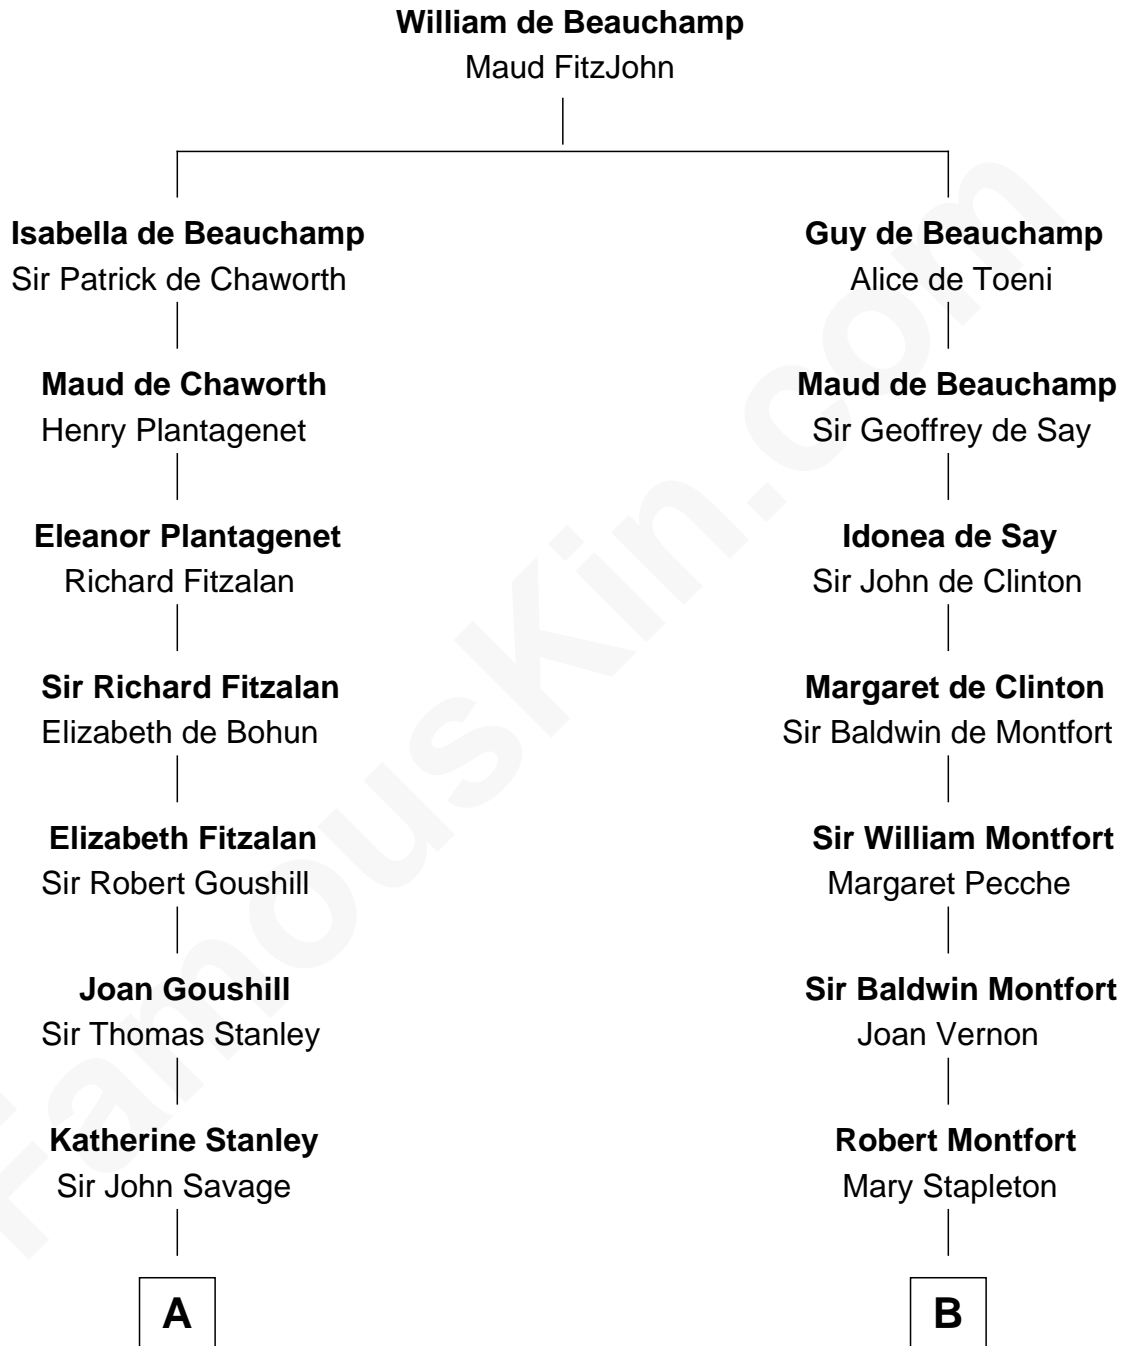 William de Beauchamp
Maud FitzJohn
Isabella de Beauchamp
Sir Patrick de Chaworth
Guy de Beauchamp
Alice de Toeni
Maud de Chaworth
Henry Plantagenet
Maud de Beauchamp
Sir Geoffrey de Say
Eleanor Plantagenet
Richard Fitzalan
Idonea de Say
Sir John de Clinton
Sir Richard Fitzalan
Elizabeth de Bohun
Margaret de Clinton
Sir Baldwin de Montfort
Elizabeth Fitzalan
Sir Robert Goushill
Sir William Montfort
Margaret Pecche
Joan Goushill
Sir Thomas Stanley
Sir Baldwin Montfort
Joan Vernon
Katherine Stanley
Sir John Savage
Robert Montfort
Mary Stapleton
A
B
FamousKin.com